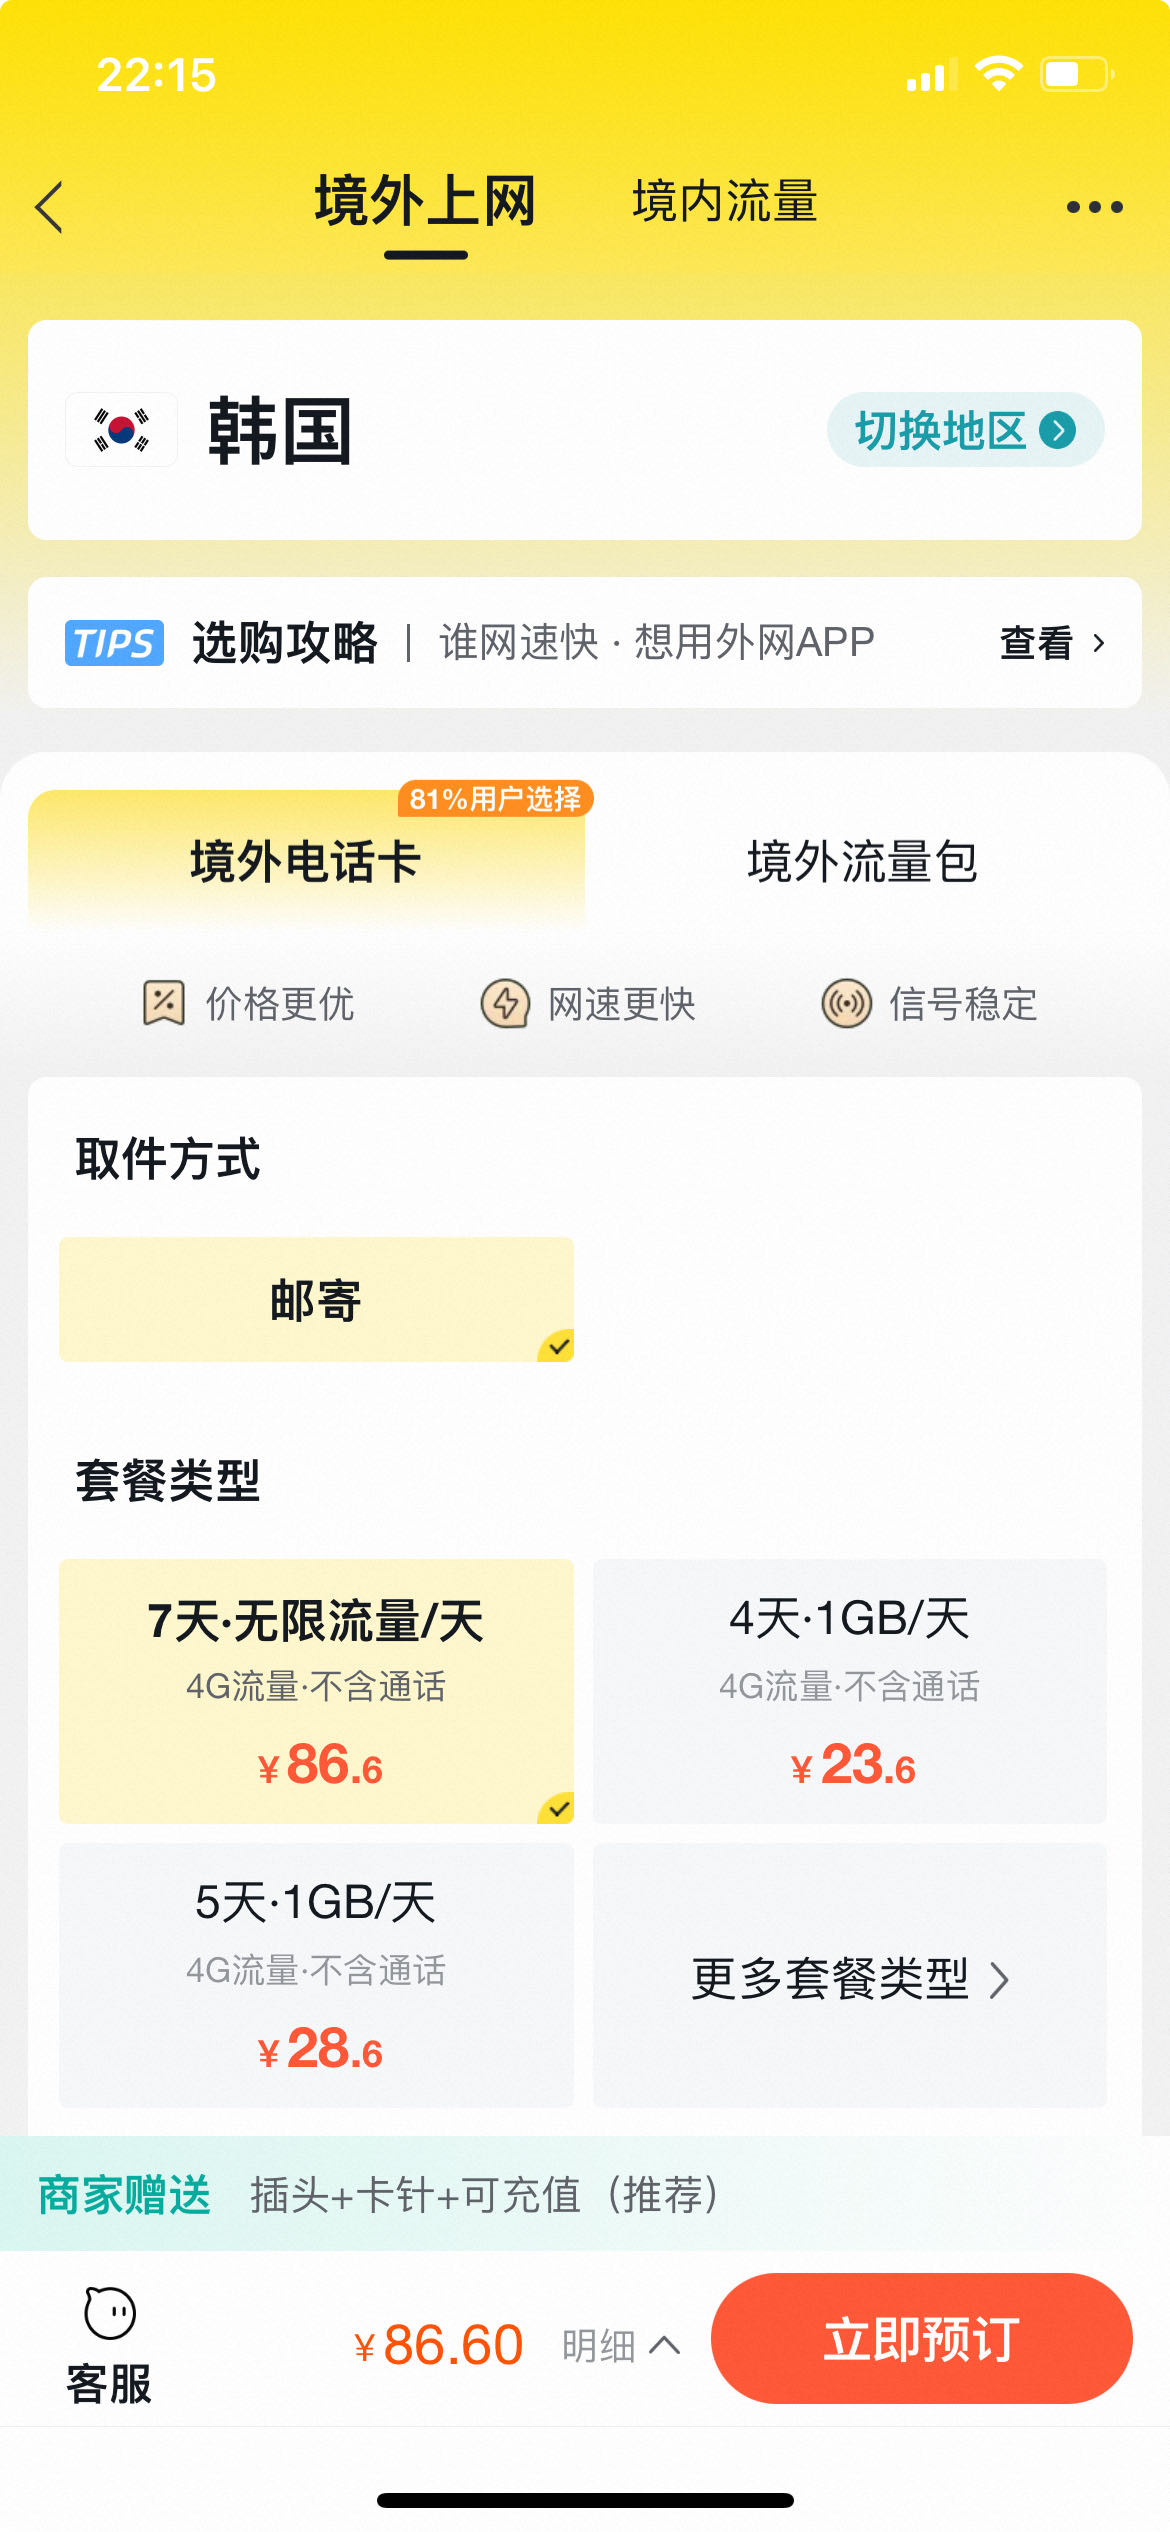 22:15
境外上网 境内流量
韩国 切换地区
TIPS 选购攻略 | 谁网速快 · 想用外网APP 查看
81%用户选择
境外电话卡 境外流量包
价格更优 网速更快 信号稳定
取件方式
邮寄
套餐类型
7天·无限流量/天
4G流量·不含通话
¥86.6
4天·1GB/天
4G流量·不含通话
¥23.6
5天·1GB/天
4G流量·不含通话
¥28.6
更多套餐类型
商家赠送 插头+卡针+可充值（推荐）
客服
¥86.60 明细
立即预订